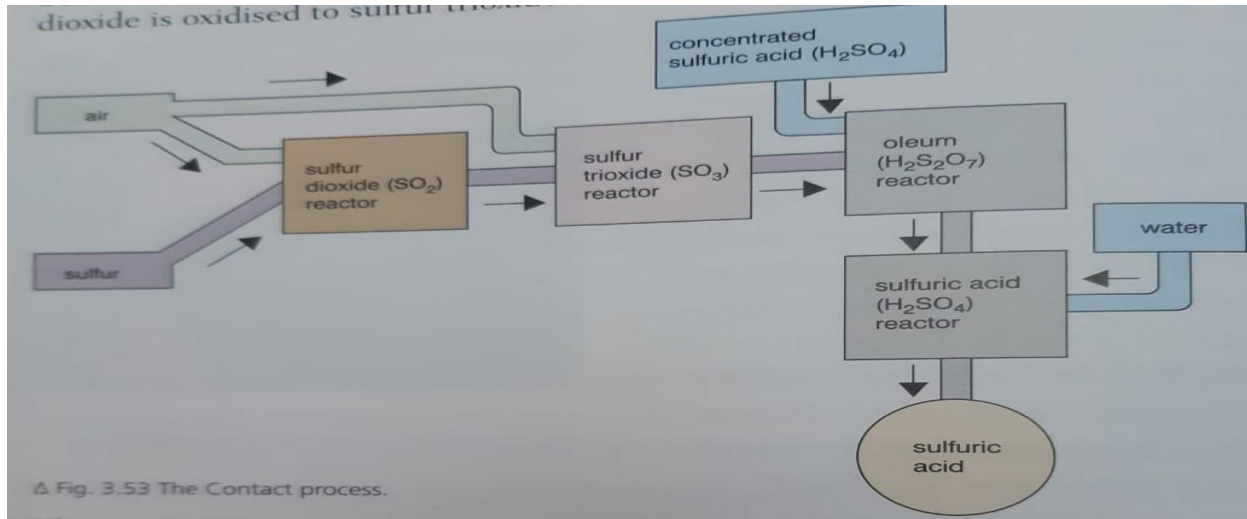 dioxide is oxidised to sulfur
concentrated
sulfuric acid (H₂SO₄)
air
sulfur
dioxide (SO₂)
reactor
sulfur
trioxide (SO₃)
reactor
oleum
(H₂S₂O₇)
reactor
water
sulfur
sulfuric acid
(H₂SO₄)
reactor
sulfuric
acid
Δ Fig. 3.53 The Contact process.